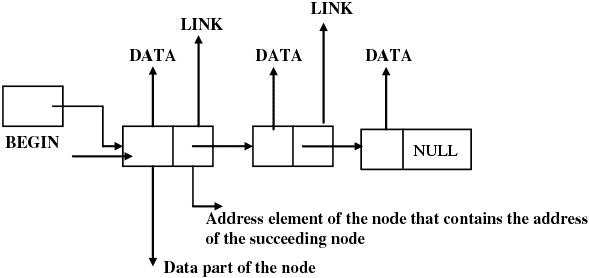 LINK
LINK
DATA
DATA
DATA
BEGIN
NULL
Address element of the node that contains the address
of the succeeding node
Data part of the node